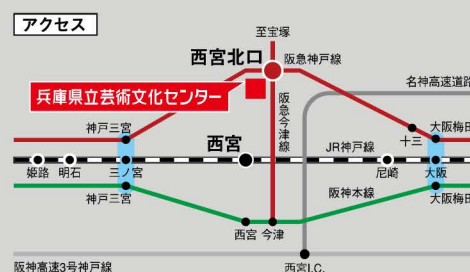 アクセス
至宝塚
西宮北口
阪急神戸線
名神高速道路
兵庫県立芸術文化センター
阪急今津線
神戸三宮
西宮
十三
大阪梅田
JR神戸線
姫路
明石
三ノ宮
尼崎
大阪
神戸三宮
阪神本線
大阪梅田
西宮
今津
阪神高速3号神戸線
西宮I.C.